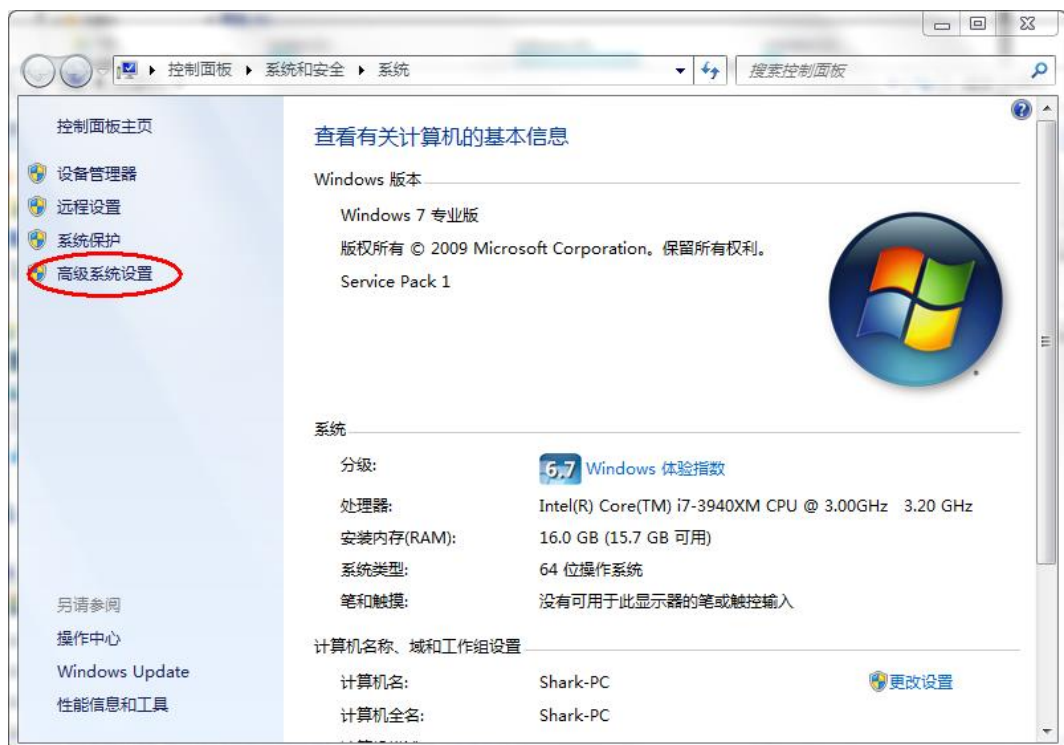 控制面板 ▸ 系统和安全 ▸ 系统
搜索控制面板
控制面板主页
设备管理器
远程设置
系统保护
高级系统设置
另请参阅
操作中心
Windows Update
性能信息和工具
查看有关计算机的基本信息
Windows 版本
Windows 7 专业版
版权所有 © 2009 Microsoft Corporation。保留所有权利。
Service Pack 1
系统
分级: 6.7 Windows 体验指数
处理器: Intel(R) Core(TM) i7-3940XM CPU @ 3.00GHz 3.20 GHz
安装内存(RAM): 16.0 GB (15.7 GB 可用)
系统类型: 64 位操作系统
笔和触摸: 没有可用于此显示器的笔或触控输入
计算机名称、域和工作组设置
计算机名: Shark-PC 更改设置
计算机全名: Shark-PC